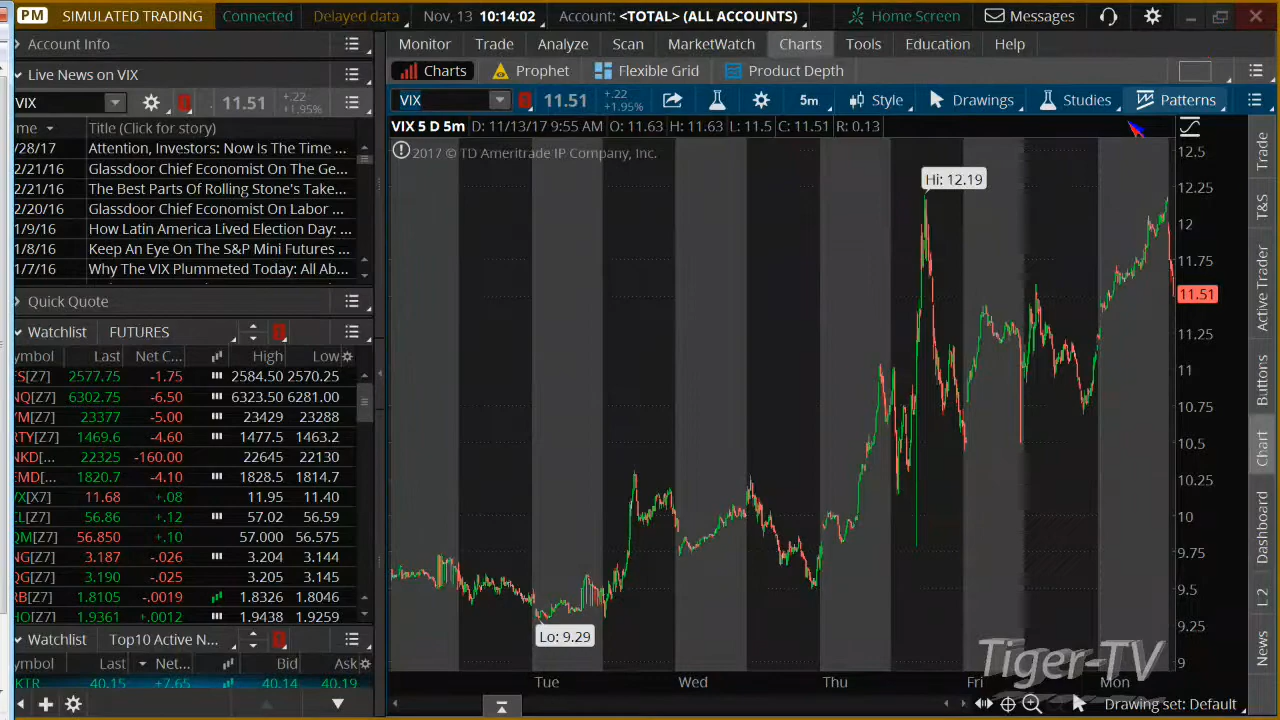 PM SIMULATED TRADING Connected Delayed data Nov, 13 10:14:02 Account: <TOTAL> (ALL ACCOUNTS) Home Screen Messages
Account Info
Live News on VIX
VIX 11.51 +.22 +1.95%
me Title (Click for story)
/28/17 Attention, Investors: Now Is The Time ...
2/21/16 Glassdoor Chief Economist On The Ge...
2/21/16 The Best Parts Of Rolling Stone's Take...
2/20/16 Glassdoor Chief Economist On Labor ...
1/9/16 How Latin America Lived Election Day: ...
1/8/16 Keep An Eye On The S&P Mini Futures ...
1/7/16 Why The VIX Plummeted Today: All Ab...
Quick Quote
Watchlist FUTURES
ymbol Last Net C... High Low
ES[Z7] 2577.75 -1.75 2584.50 2570.25
NQ[Z7] 6302.75 -6.50 6323.50 6281.00
YM[Z7] 23377 -5.00 23429 23288
RTY[Z7] 1469.6 -4.60 1477.5 1463.2
NKD[... 22325 -160.00 22645 22130
EMD[... 1820.7 -4.10 1828.5 1814.7
VX[X7] 11.68 +.08 11.95 11.40
CL[Z7] 56.86 +.12 57.02 56.59
QM[Z7] 56.850 +.10 57.000 56.575
NG[Z7] 3.187 -.026 3.204 3.144
QG[Z7] 3.190 -.025 3.205 3.145
RB[Z7] 1.8105 -.0019 1.8326 1.8046
HO[Z7] 1.9361 +.0012 1.9438 1.9259
Watchlist Top10 Active N...
ymbol Last Net... Bid Ask
KTR 40.15 +7.65 40.14 40.19
Monitor Trade Analyze Scan MarketWatch Charts Tools Education Help
Charts Prophet Flexible Grid Product Depth
VIX 11.51 +.22 +1.95% 5m Style Drawings Studies Patterns
VIX 5 D 5m D: 11/13/17 9:55 AM O: 11.63 H: 11.63 L: 11.5 C: 11.51 R: 0.13
2017 © TD Ameritrade IP Company, Inc.
Hi: 12.19
Lo: 9.29
12.5
12.25
12
11.75
11.51
11.25
11
10.75
10.5
10.25
10
9.75
9.5
9.25
9
Tiger-TV
Tue Wed Thu Fri Mon
Drawing set: Default
Trade
T&S
Active Trader
Buttons
Chart
Dashboard
L 2
News